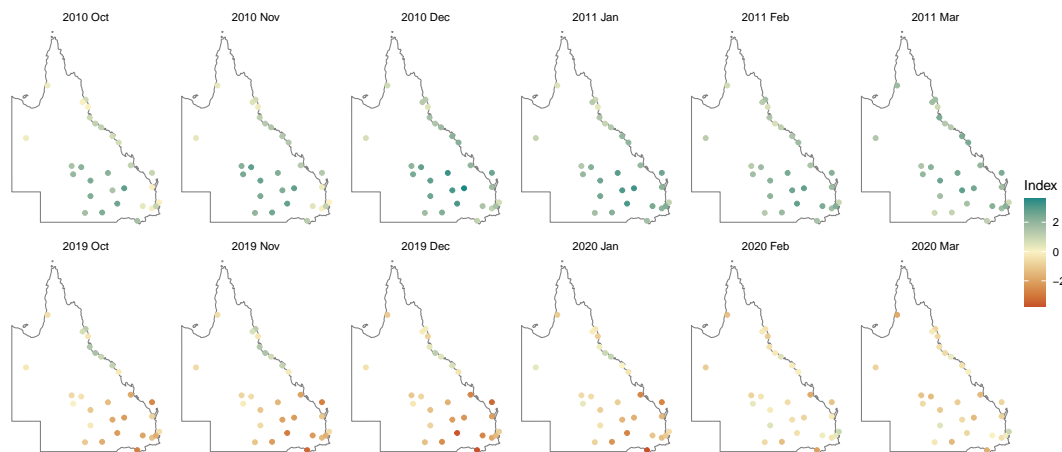 2010 Oct 2010 Nov 2010 Dec 2011 Jan 2011 Feb 2011 Mar
Index
2
0
−2
2019 Oct 2019 Nov 2019 Dec 2020 Jan 2020 Feb 2020 Mar